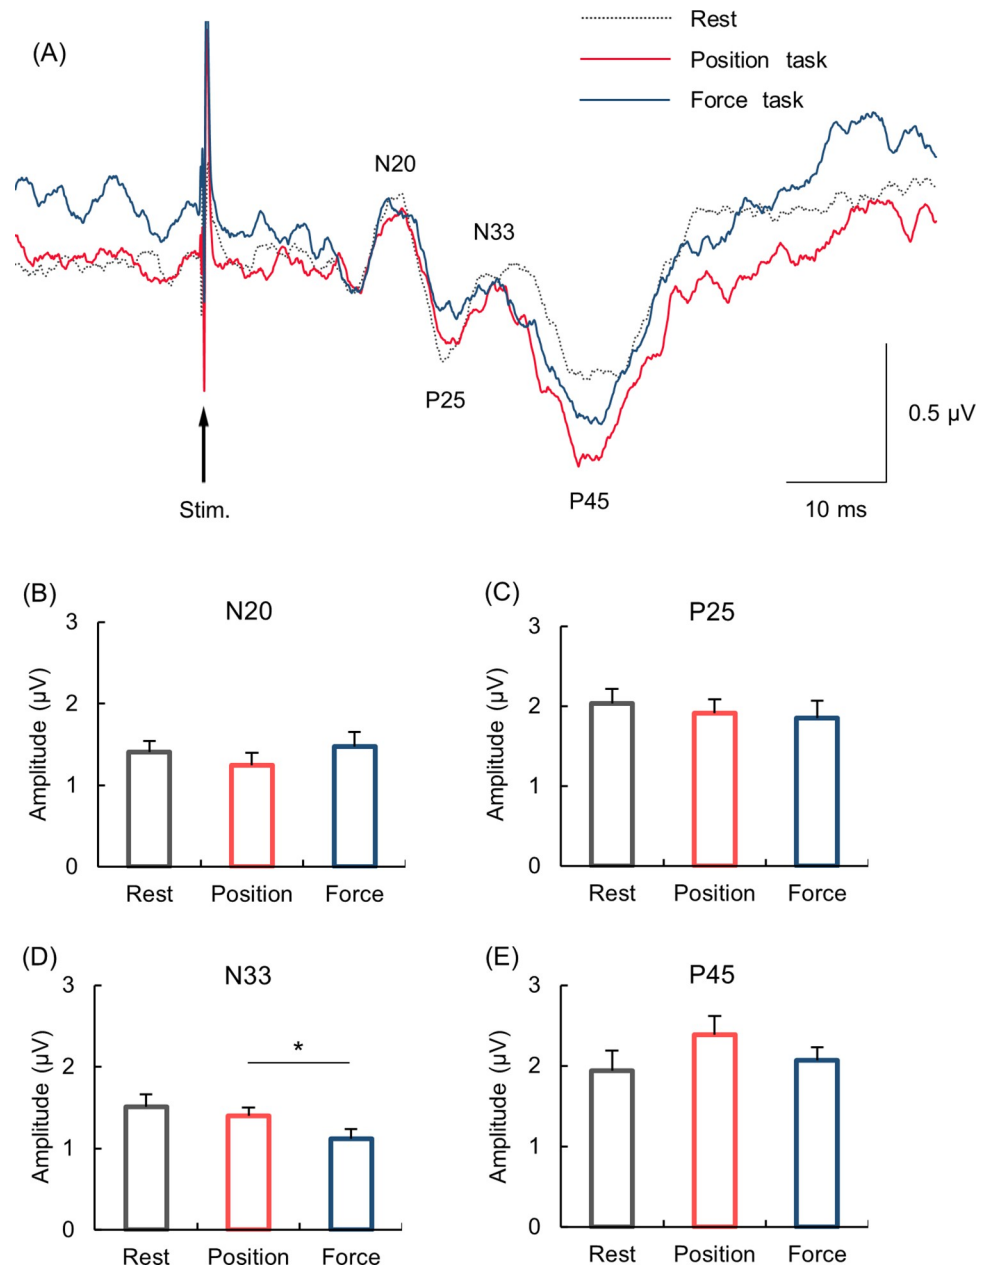 (A)
Rest
Position task
Force task
N20
N33
P25
P45
Stim.
0.5 μV
10 ms
(B)
N20
3
2
1
0
Amplitude (μV)
Rest Position Force
(C)
P25
3
2
1
0
Amplitude (μV)
Rest Position Force
(D)
N33
3
2
1
0
Amplitude (μV)
*
Rest Position Force
(E)
P45
3
2
1
0
Amplitude (μV)
Rest Position Force